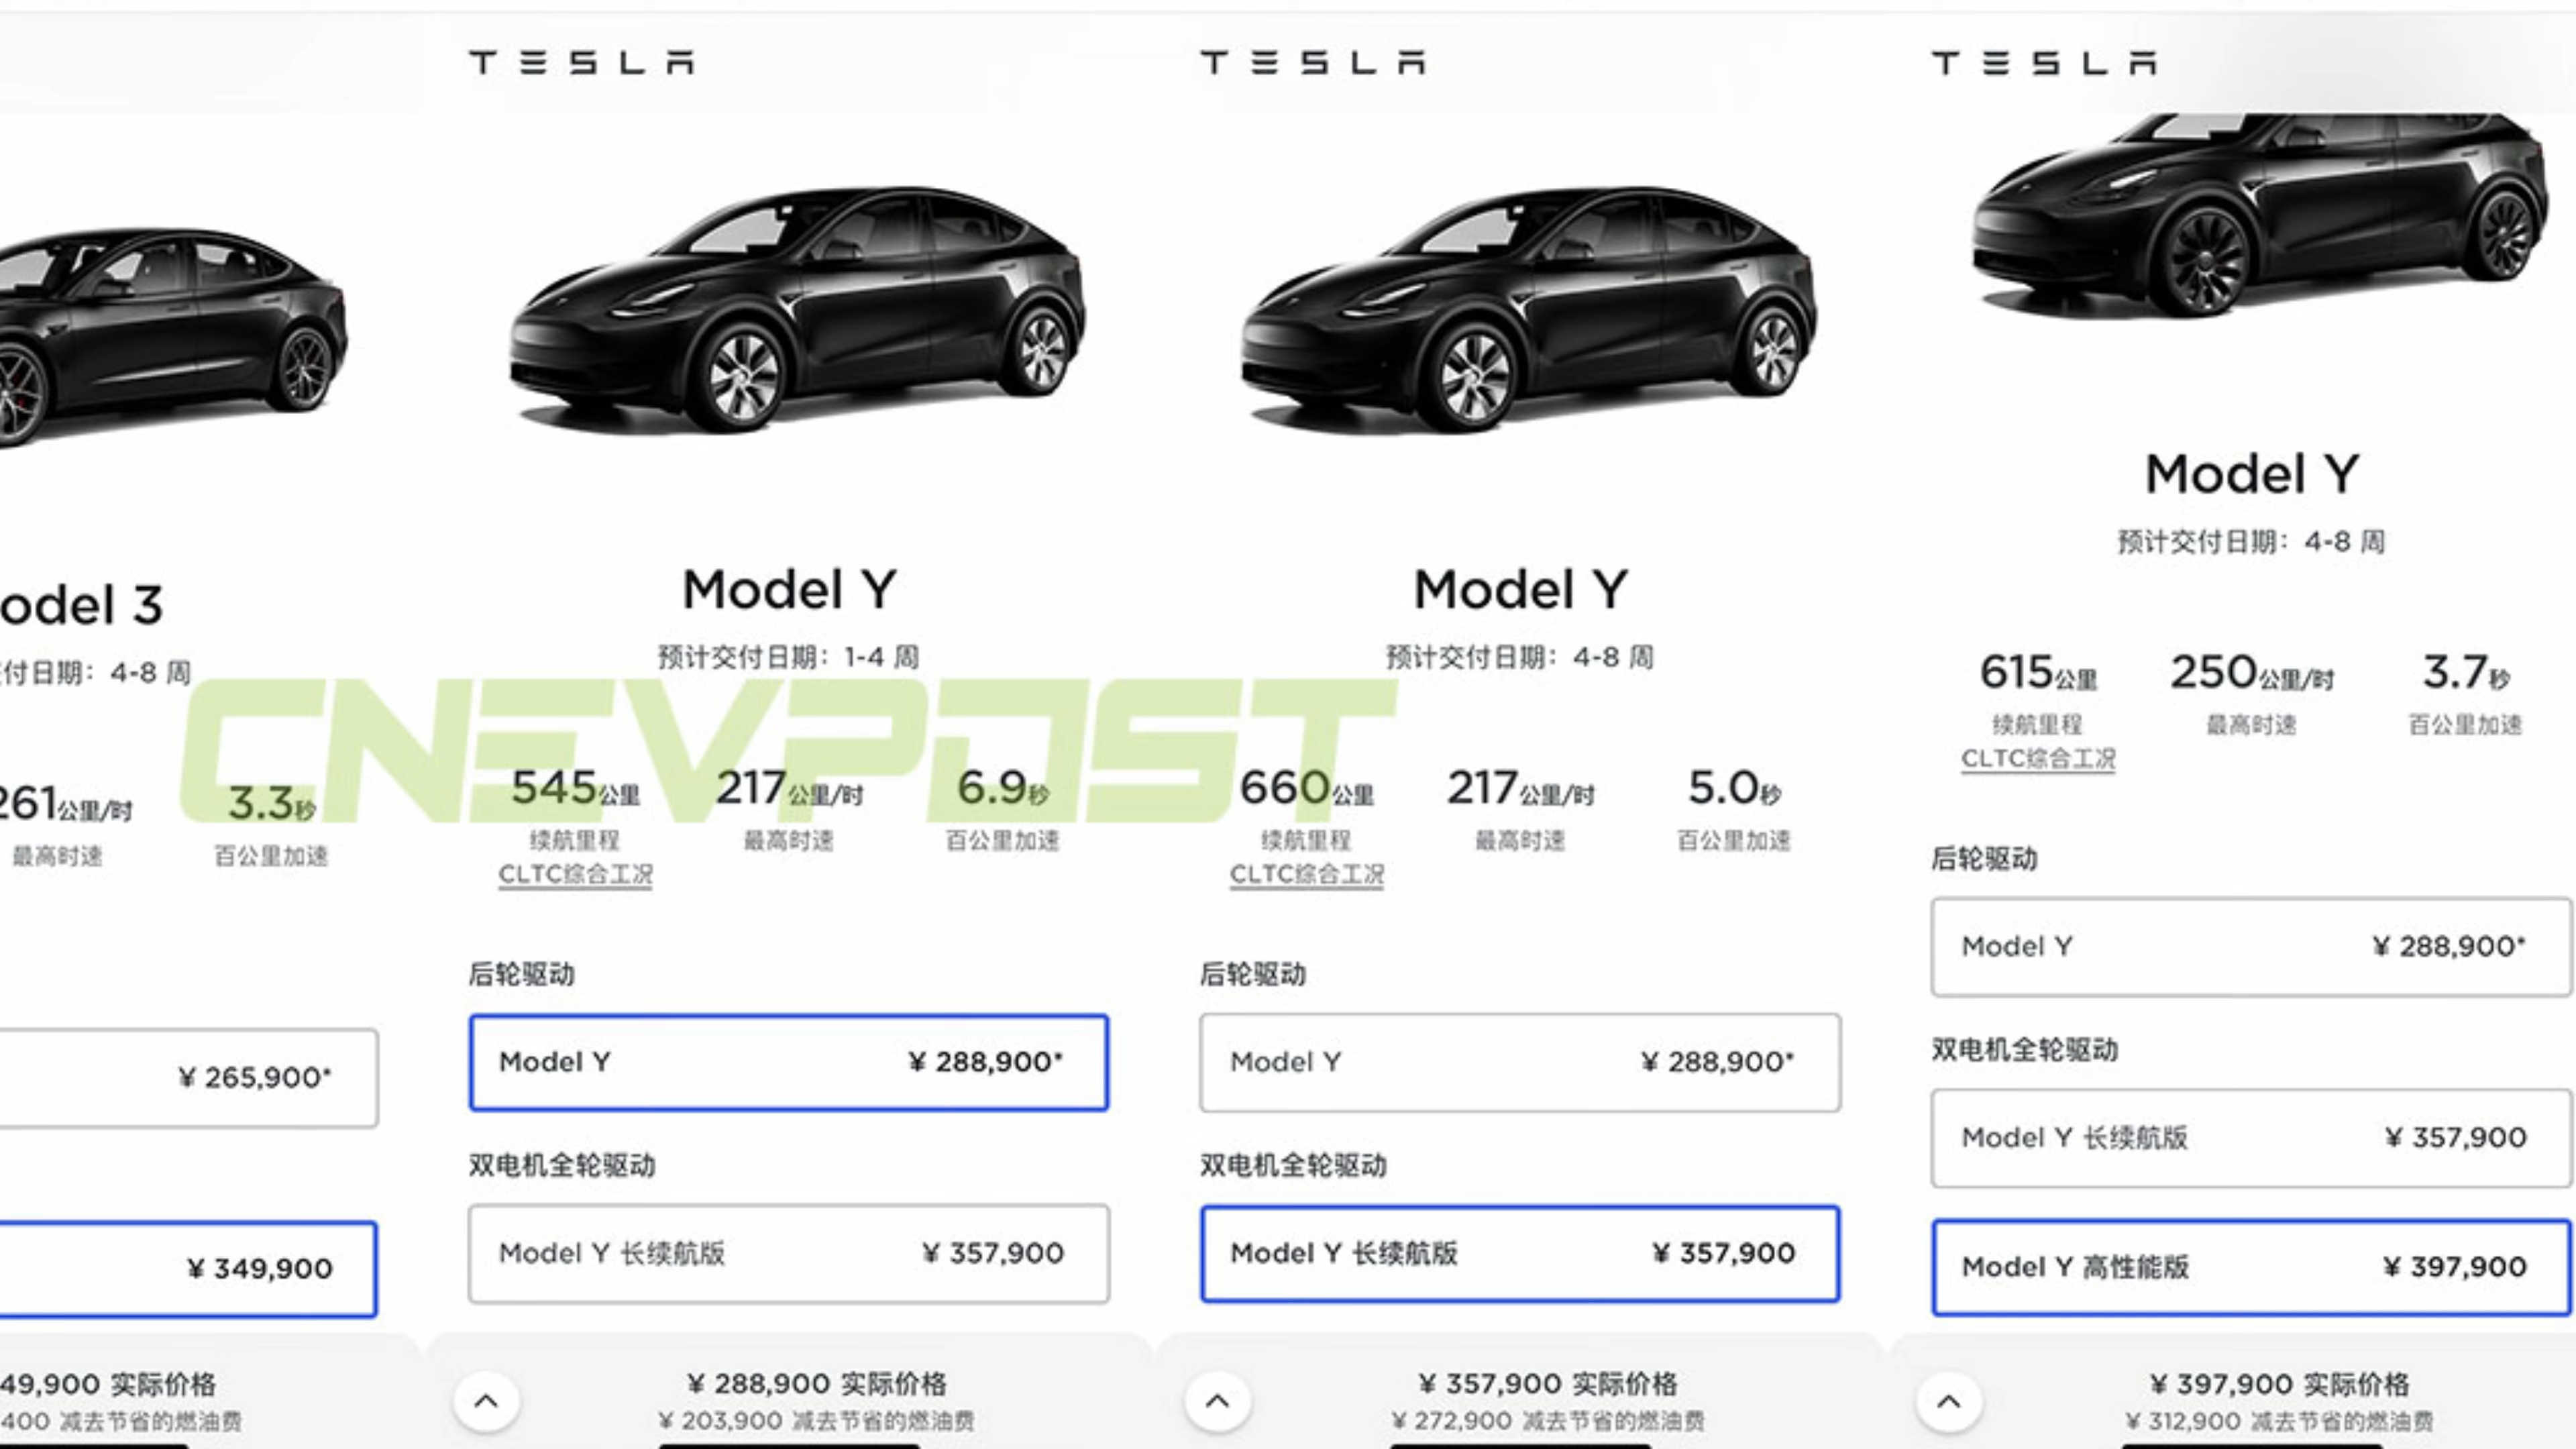 TESLA
TESLA
TESLA
odel 3
付日期：4-8 周
261公里/时
3.3秒
最高时速
百公里加速
¥ 265,900*
¥ 349,900
49,900 实际价格
400 减去节省的燃油费
Model Y
预计交付日期：1-4 周
545公里
217公里/时
6.9秒
续航里程
最高时速
百公里加速
CLTC综合工况
后轮驱动
Model Y ¥ 288,900*
双电机全轮驱动
Model Y 长续航版 ¥ 357,900
¥ 288,900 实际价格
¥ 203,900 减去节省的燃油费
Model Y
预计交付日期：4-8 周
660公里
217公里/时
5.0秒
续航里程
最高时速
百公里加速
CLTC综合工况
后轮驱动
Model Y ¥ 288,900*
双电机全轮驱动
Model Y 长续航版 ¥ 357,900
¥ 357,900 实际价格
¥ 272,900 减去节省的燃油费
Model Y
预计交付日期：4-8 周
615公里
250公里/时
3.7秒
续航里程
最高时速
百公里加速
CLTC综合工况
后轮驱动
Model Y ¥ 288,900*
双电机全轮驱动
Model Y 长续航版 ¥ 357,900
Model Y 高性能版 ¥ 397,900
¥ 397,900 实际价格
¥ 312,900 减去节省的燃油费
CNEVPOST